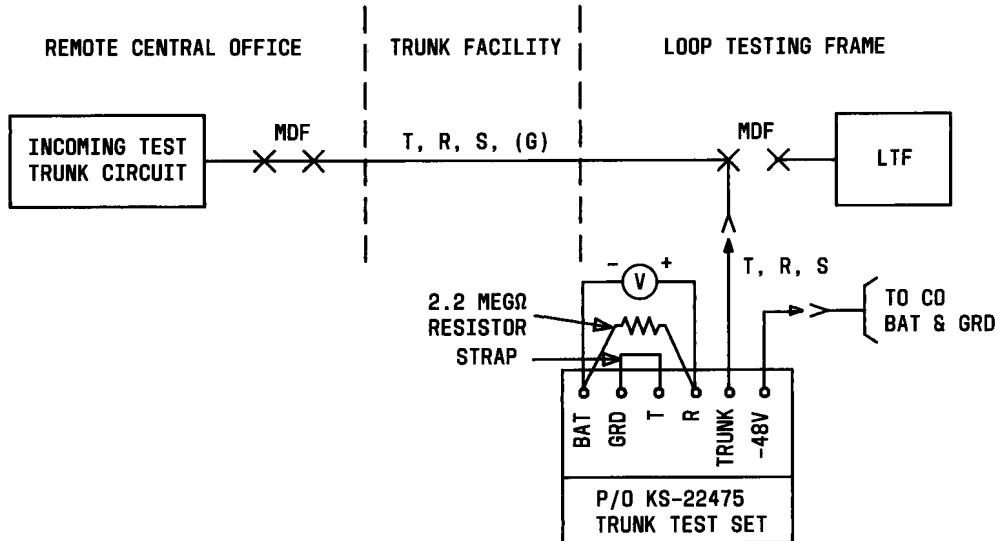 REMOTE CENTRAL OFFICE
TRUNK FACILITY
LOOP TESTING FRAME
INCOMING TEST
TRUNK CIRCUIT
MDF
T, R, S, (G)
MDF
LTF
T, R, S
- V +
2.2 MEGΩ
RESISTOR
STRAP
TO CO
BAT & GRD
BAT
GRD
T
R
TRUNK
-48V
P/O KS-22475
TRUNK TEST SET